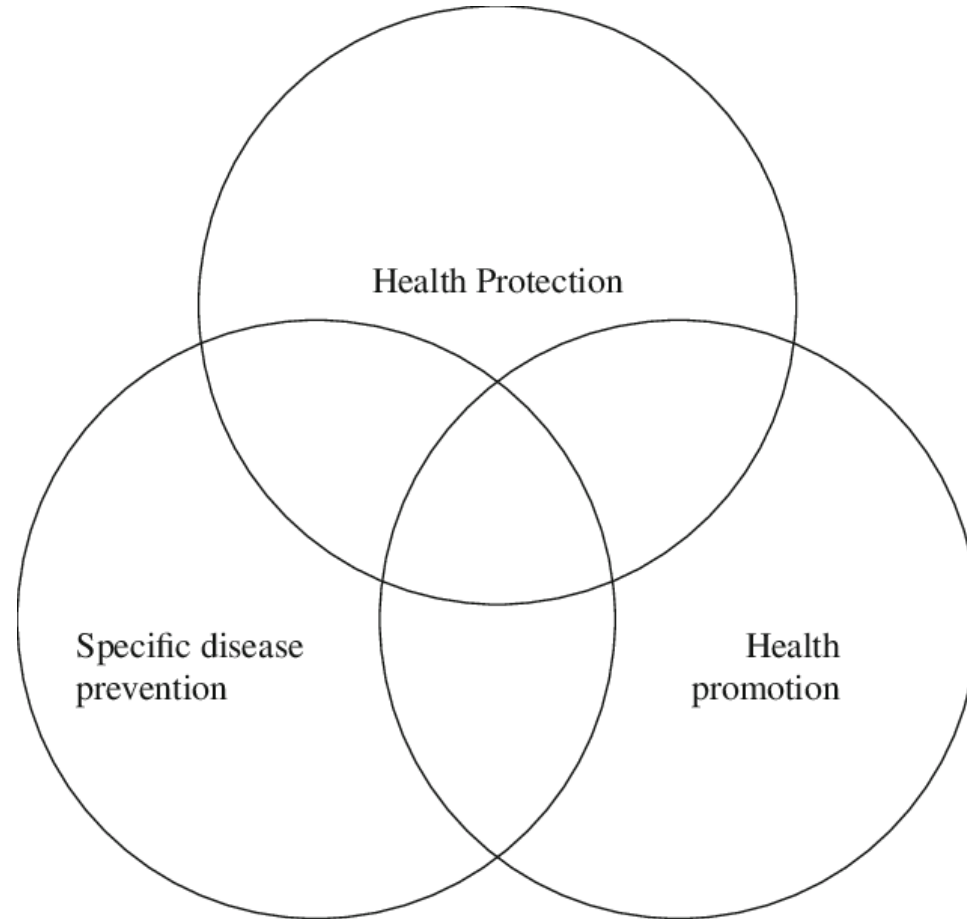 Health Protection
Specific disease
prevention
Health
promotion